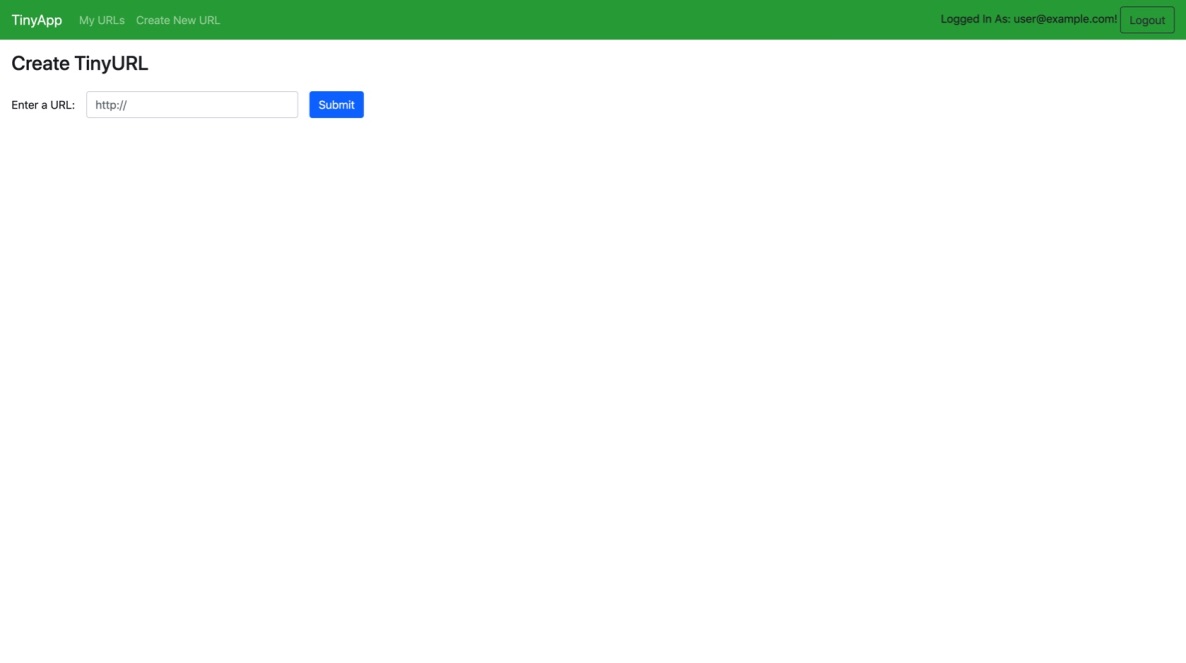 TinyApp My URLs Create New URL Logged In As: user@example.com! Logout
Create TinyURL
Enter a URL: http:// Submit